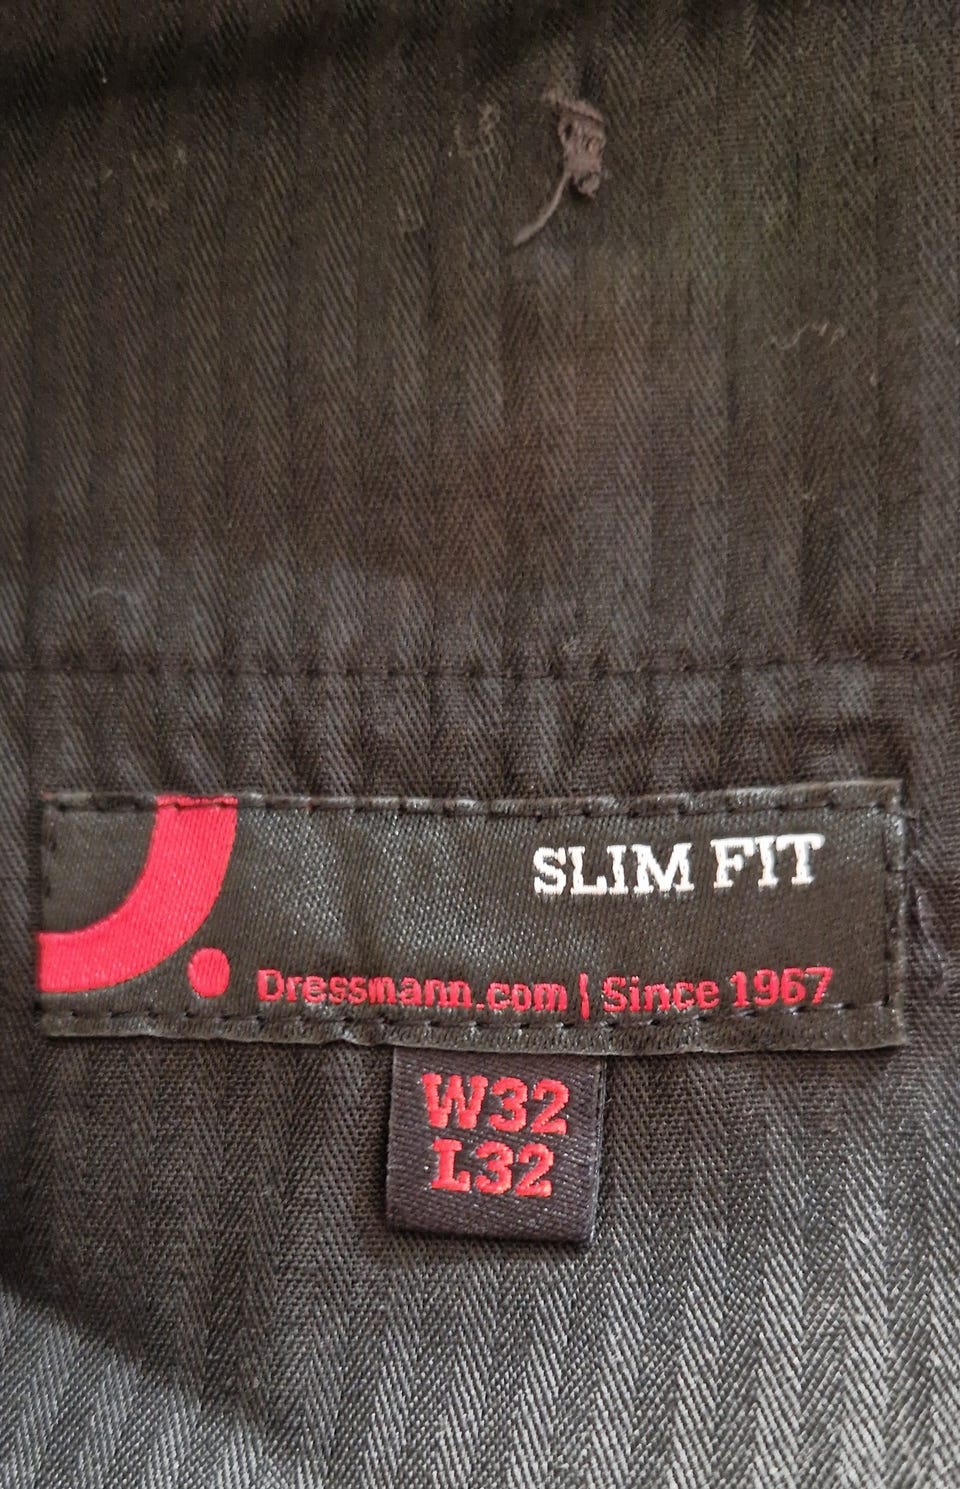 SLIM FIT
Dressmann.com | Since 1967
W32
L32